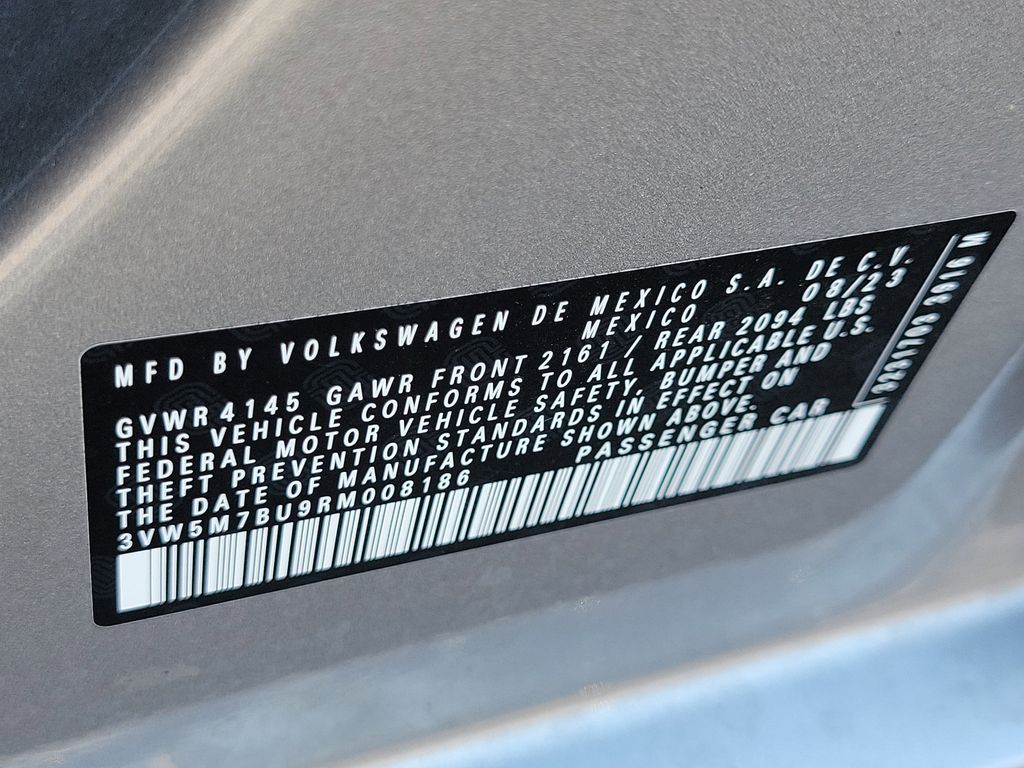 MFD BY VOLKSWAGEN DE MEXICO S.A. DE C.V.
MEXICO 08/23
GVWR 4145 GAWR FRONT 2161 / REAR 2094 LBS
THIS VEHICLE CONFORMS TO ALL APPLICABLE U.S.
FEDERAL MOTOR VEHICLE SAFETY, BUMPER AND
THEFT PREVENTION STANDARDS IN EFFECT ON
THE DATE OF MANUFACTURE SHOWN ABOVE.
3VW5M7BU9RM008186 PASSENGER CAR